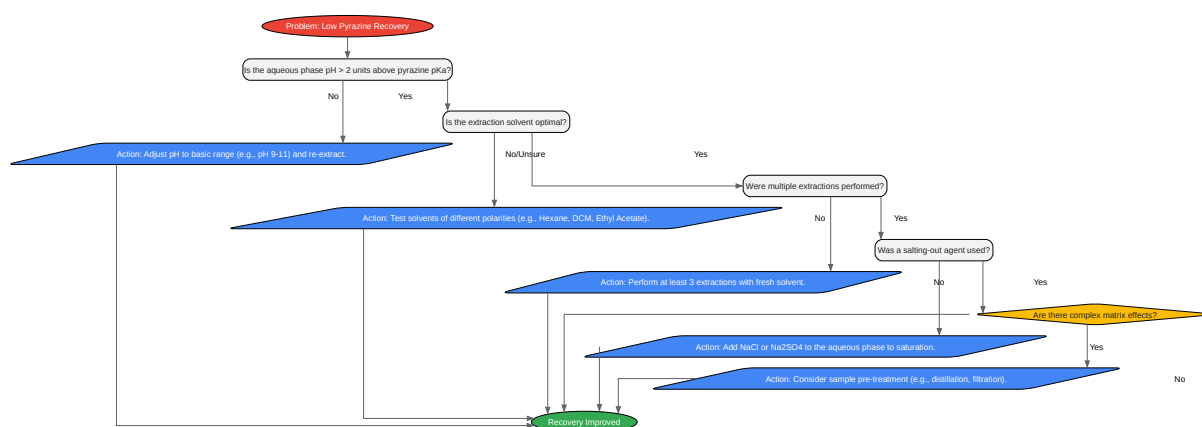 Problem: Low Pyrazine Recovery
Is the aqueous phase pH > 2 units above pyrazine pKa?
No
Yes
Is the extraction solvent optimal?
Action: Adjust pH to basic range (e.g., pH 9-11) and re-extract.
No/Unsure
Yes
Were multiple extractions performed?
Action: Test solvents of different polarities (e.g., Hexane, DCM, Ethyl Acetate).
No
Yes
Was a salting-out agent used?
Action: Perform at least 3 extractions with fresh solvent.
No
Yes
Are there complex matrix effects?
Action: Add NaCl or Na2SO4 to the aqueous phase to saturation.
Yes
Action: Consider sample pre-treatment (e.g., distillation, filtration).
No
Recovery Improved